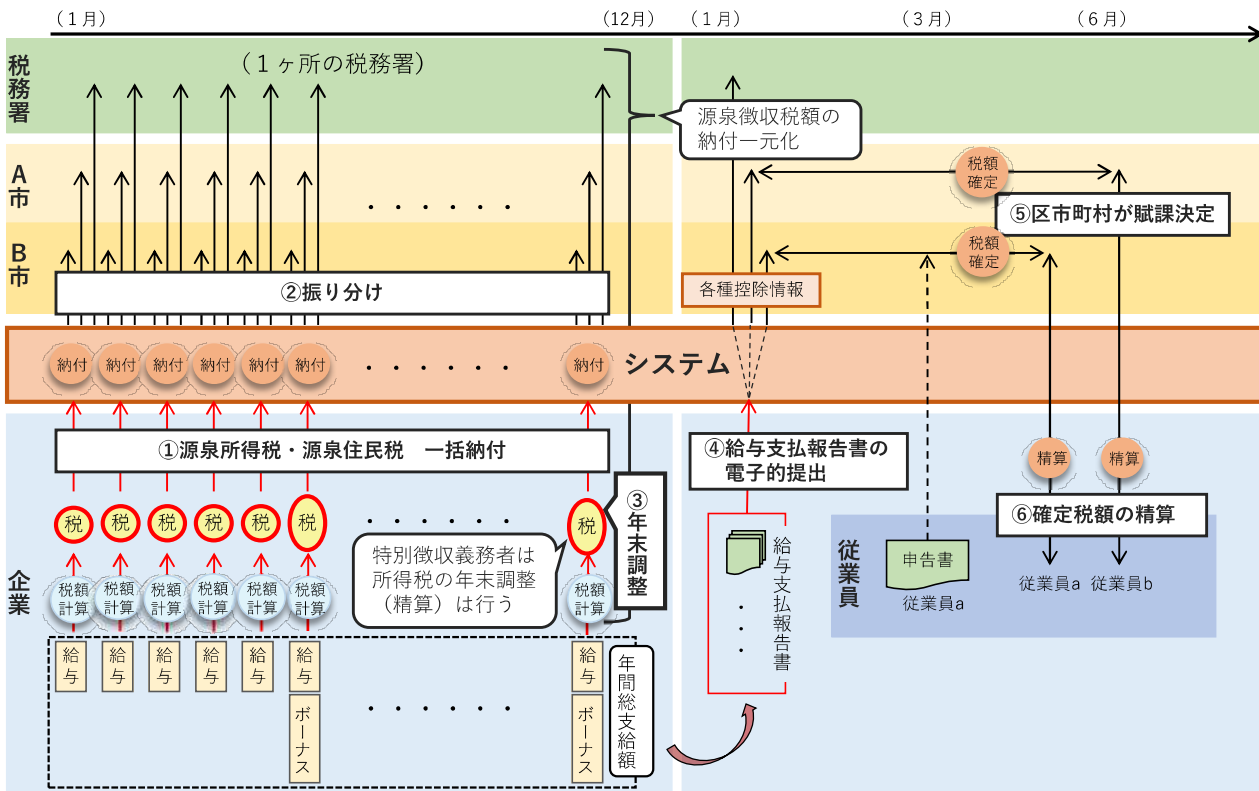 （１月）
（12月）
（１月）
（３月）
（６月）
税務署
（１ヶ所の税務署）
源泉徴収税額の
納付一元化
A市
税額
確定
⑤区市町村が賦課決定
. . . . . .
B市
税額
確定
②振り分け
各種控除情報
納付
納付
納付
納付
納付
納付
. . . . . .
納付
システム
①源泉所得税・源泉住民税　一括納付
④給与支払報告書の
電子的提出
精算
精算
税
税
税
税
税
税
. . . . . .
税
③年末調整
特別徴収義務者は
所得税の年末調整
（精算）は行う
給与支払報告書
. . .
⑥確定税額の精算
企業
税額
計算
税額
計算
税額
計算
税額
計算
税額
計算
税額
計算
税額
計算
従業員
申告書
従業員a
従業員a
従業員b
給与
給与
給与
給与
給与
給与
給与
ボーナス
. . . . . .
ボーナス
年間総支給額